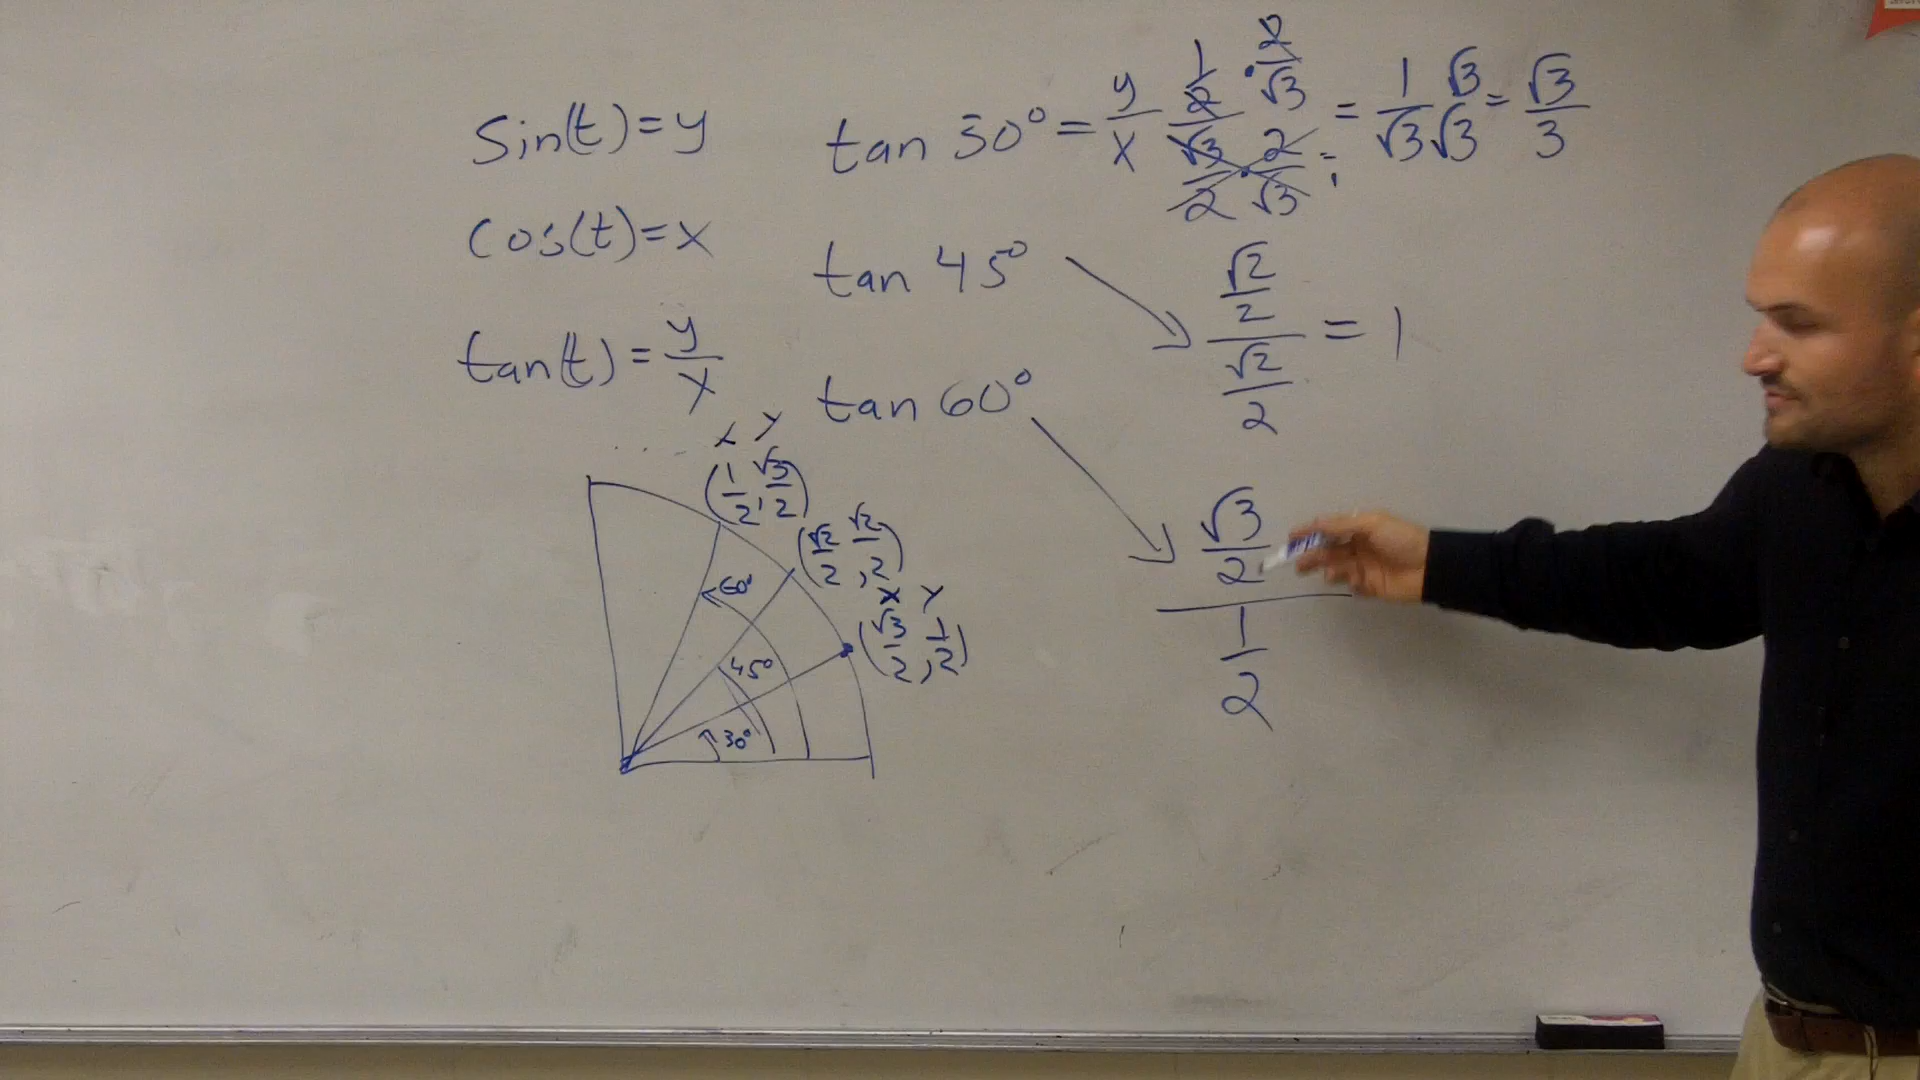 Sin(t)=y
cos(t)=x
tan(t)=y/x
tan 30°= y/x 1/2 · 2/√3 / √3/2 · 2/√3 = 1/√3 √3/√3 = √3/3
tan 45° → √2/2 / √2/2 = 1
tan 60° → √3/2 / 1/2
x y
(1/2, √3/2)
(√2/2, √2/2)
x y
(√3/2, 1/2)
60°
45°
30°